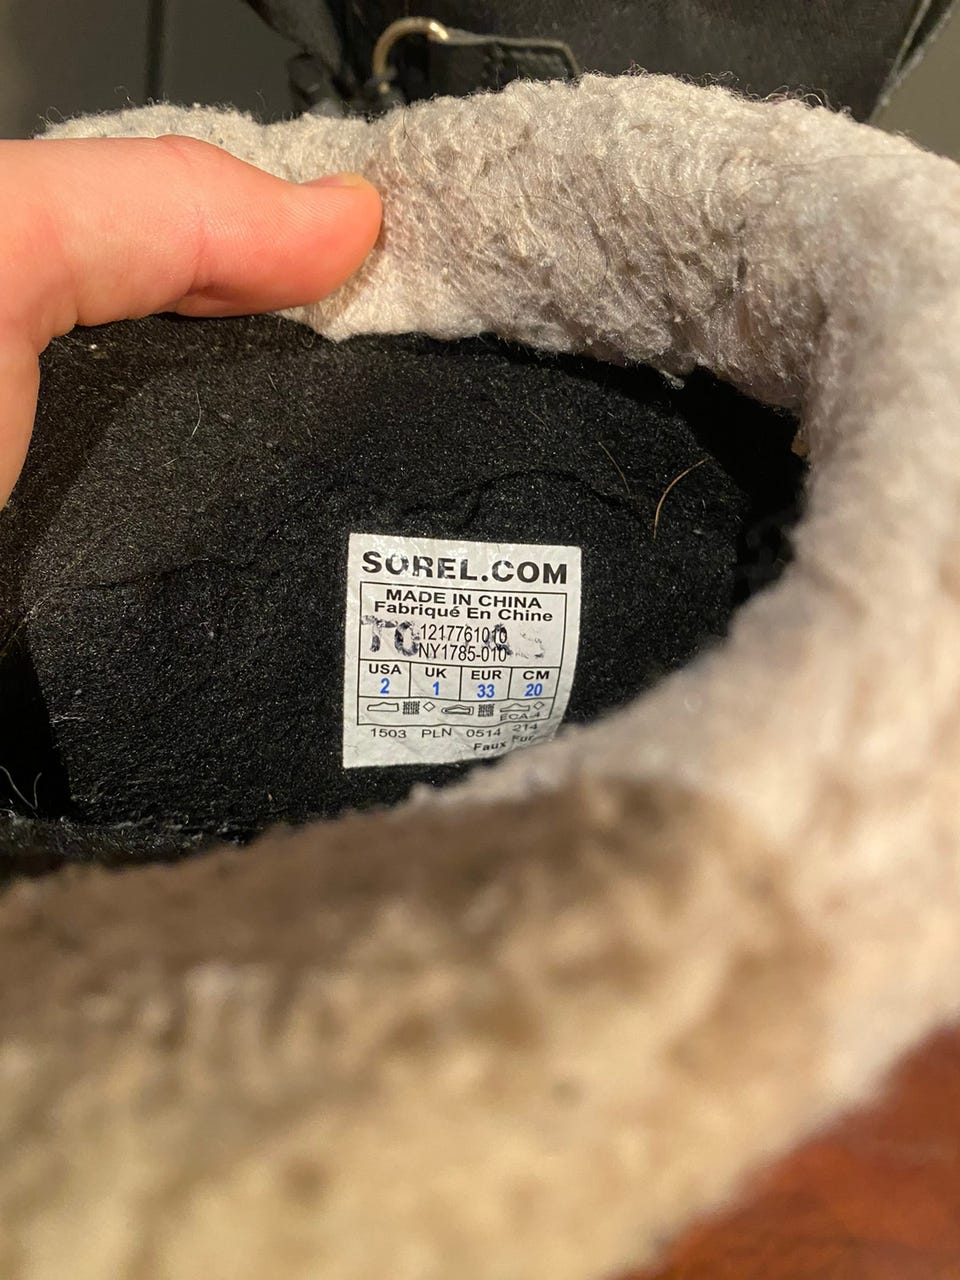 SOREL.COM
MADE IN CHINA
Fabriqué En Chine
1217761010
NY1785-010
USA UK EUR CM
2 1 33 20
ECA-4
1503 PLN 0514 214
Faux Fur